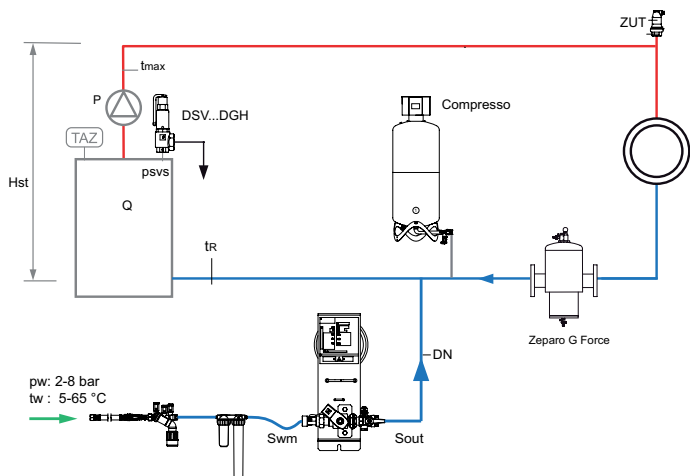 ZUT
tmax
P
DSV...DGH
Compresso
TAZ
psvs
Hst
Q
tR
Zeparo G Force
DN
pw: 2-8 bar
tw : 5-65 °C
Swm
Sout